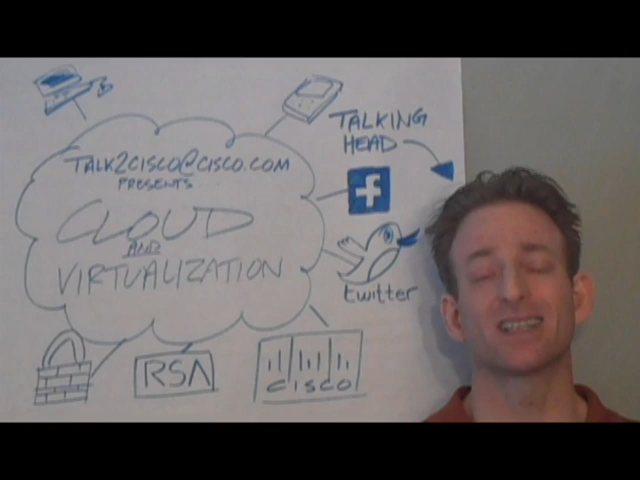 TALKING
HEAD
TALK2CISCO@CISCO.COM
PRESENTS...
CLOUD
AND
VIRTUALIZATION
f
twitter
RSA
CISCO